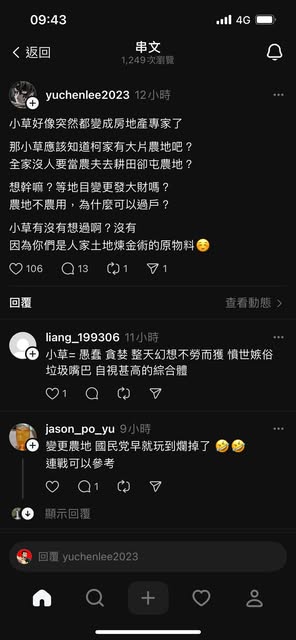 09:43
4G 60
返回
串文
1,249次瀏覽
yuchenlee2023 12小時
小草好像突然都變成房地產專家了
那小草應該知道柯家有大片農地吧？
全家沒人要當農夫去耕田卻屯農地？
想幹嘛？等地目變更發大財嗎？
農地不農用，為什麼可以過戶？
小草有沒有想過啊？沒有
因為你們是人家土地煉金術的原物料☺️
106 13 1 1
回覆 查看動態
liang_199306 11小時
小草= 愚蠢 貪婪 整天幻想不勞而獲 憤世嫉俗
垃圾嘴巴 自視甚高的綜合體
1
jason_po_yu 9小時
變更農地 國民党早就玩到爛掉了 🤣🤣
連戰可以參考
1
顯示回覆
回覆 yuchenlee2023